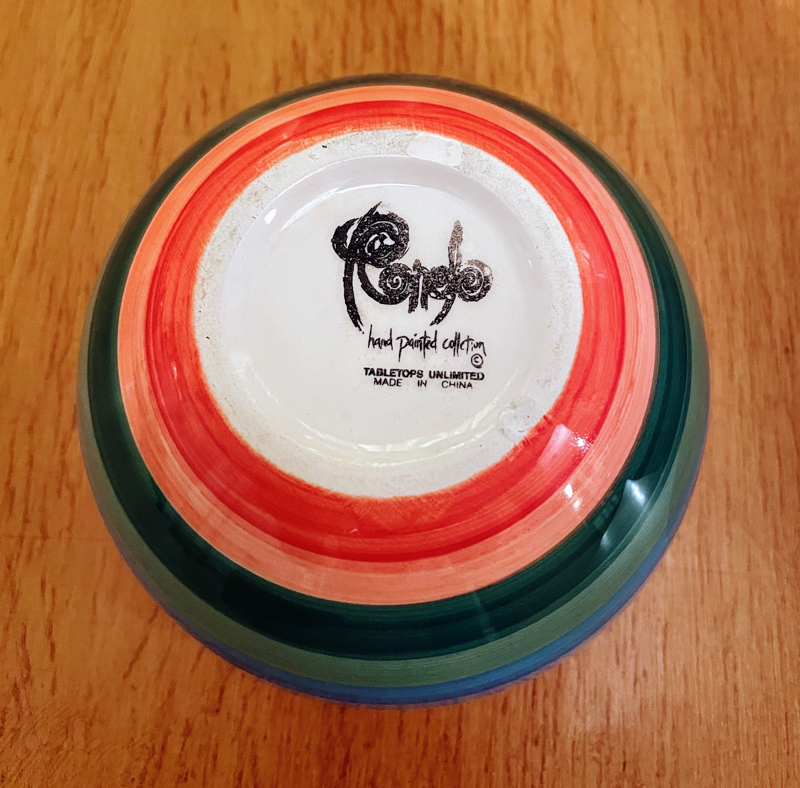 Rondo
hand painted collection
©
TABLETOPS UNLIMITED
MADE IN CHINA